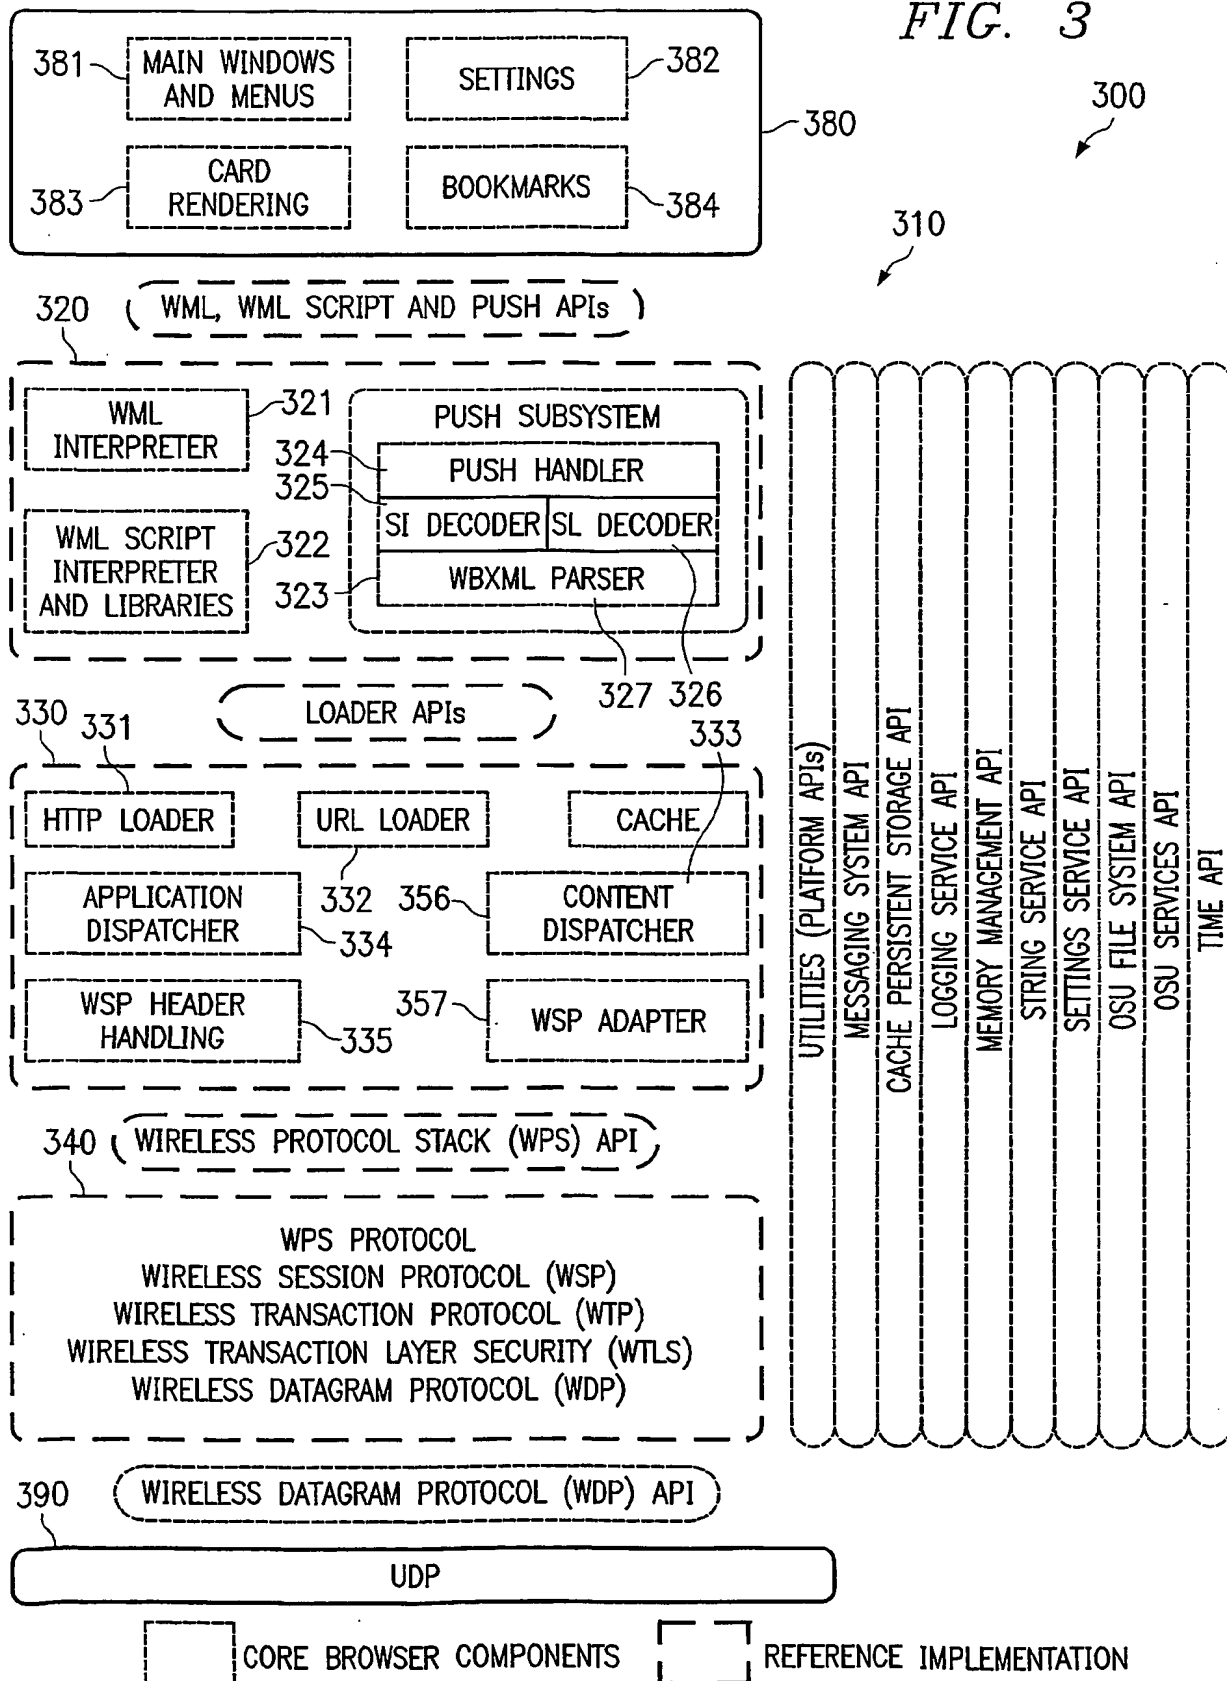 FIG. 3
300
310
381
MAIN WINDOWS
AND MENUS
SETTINGS
382
380
383
CARD
RENDERING
BOOKMARKS
384
320
WML, WML SCRIPT AND PUSH APIs
WML
INTERPRETER
321
PUSH SUBSYSTEM
324
PUSH HANDLER
325
SI DECODER
SL DECODER
WML SCRIPT
INTERPRETER
AND LIBRARIES
322
323
WBXML PARSER
327
326
330
331
LOADER APIs
333
HTTP LOADER
URL LOADER
CACHE
332
APPLICATION
DISPATCHER
334
356
CONTENT
DISPATCHER
WSP HEADER
HANDLING
335
357
WSP ADAPTER
340
WIRELESS PROTOCOL STACK (WPS) API
WPS PROTOCOL
WIRELESS SESSION PROTOCOL (WSP)
WIRELESS TRANSACTION PROTOCOL (WTP)
WIRELESS TRANSACTION LAYER SECURITY (WTLS)
WIRELESS DATAGRAM PROTOCOL (WDP)
390
WIRELESS DATAGRAM PROTOCOL (WDP) API
UDP
UTILITIES (PLATFORM APIs)
MESSAGING SYSTEM API
CACHE PERSISTENT STORAGE API
LOGGING SERVICE API
MEMORY MANAGEMENT API
STRING SERVICE API
SETTINGS SERVICE API
OSU FILE SYSTEM API
OSU SERVICES API
TIME API
CORE BROWSER COMPONENTS
REFERENCE IMPLEMENTATION